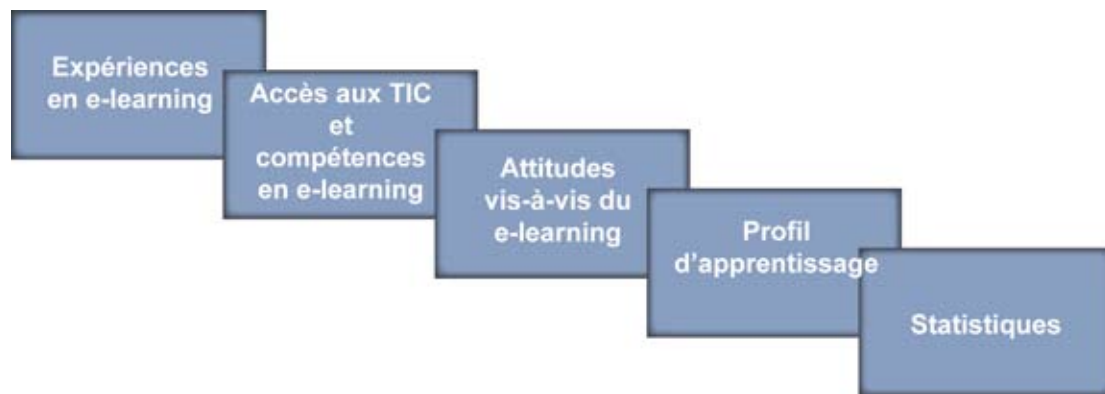 Expériences
en e-learning
Accès aux TIC
et
compétences
en e-learning
Attitudes
vis-à-vis du
e-learning
Profil
d'apprentissage
Statistiques